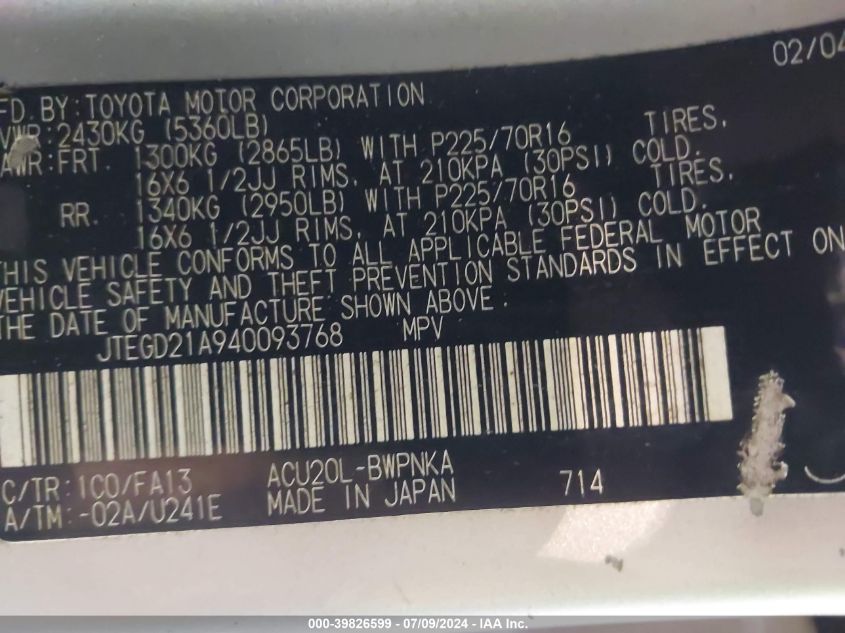 02/04
FD. BY: TOYOTA MOTOR CORPORATION
VWR: 2430KG (5360LB)
AWR: FRT. 1300KG (2865LB) WITH P225/70R16 TIRES,
16X6 1/2JJ RIMS, AT 210KPA (30PSI) COLD.
RR. 1340KG (2950LB) WITH P225/70R16 TIRES,
16X6 1/2JJ RIMS, AT 210KPA (30PSI) COLD.
THIS VEHICLE CONFORMS TO ALL APPLICABLE FEDERAL MOTOR
VEHICLE SAFETY AND THEFT PREVENTION STANDARDS IN EFFECT ON
THE DATE OF MANUFACTURE SHOWN ABOVE.
JTEGD21A940093768 MPV
C/TR: 1C0/FA13 ACU20L-BWPNKA
A/TM: -02A/U241E MADE IN JAPAN 714
000-39826599 - 07/09/2024 - IAA Inc.